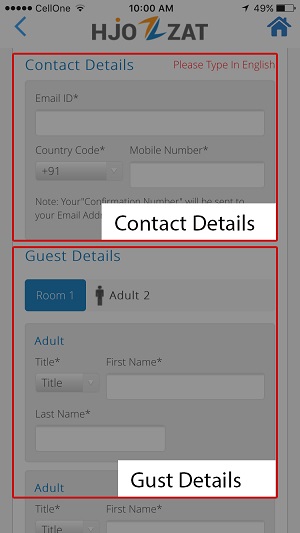 CellOne 10:00 AM 49%
HJOZZAT
Contact Details Please Type In English
Email ID*
Country Code* Mobile Number*
+91
Note: Your"Confirmation Number" will be sent to
your Email Addr
Contact Details
Guest Details
Room 1 Adult 2
Adult
Title* First Name*
Title
Last Name*
Gust Details
Adult
Title* First Name*
Title